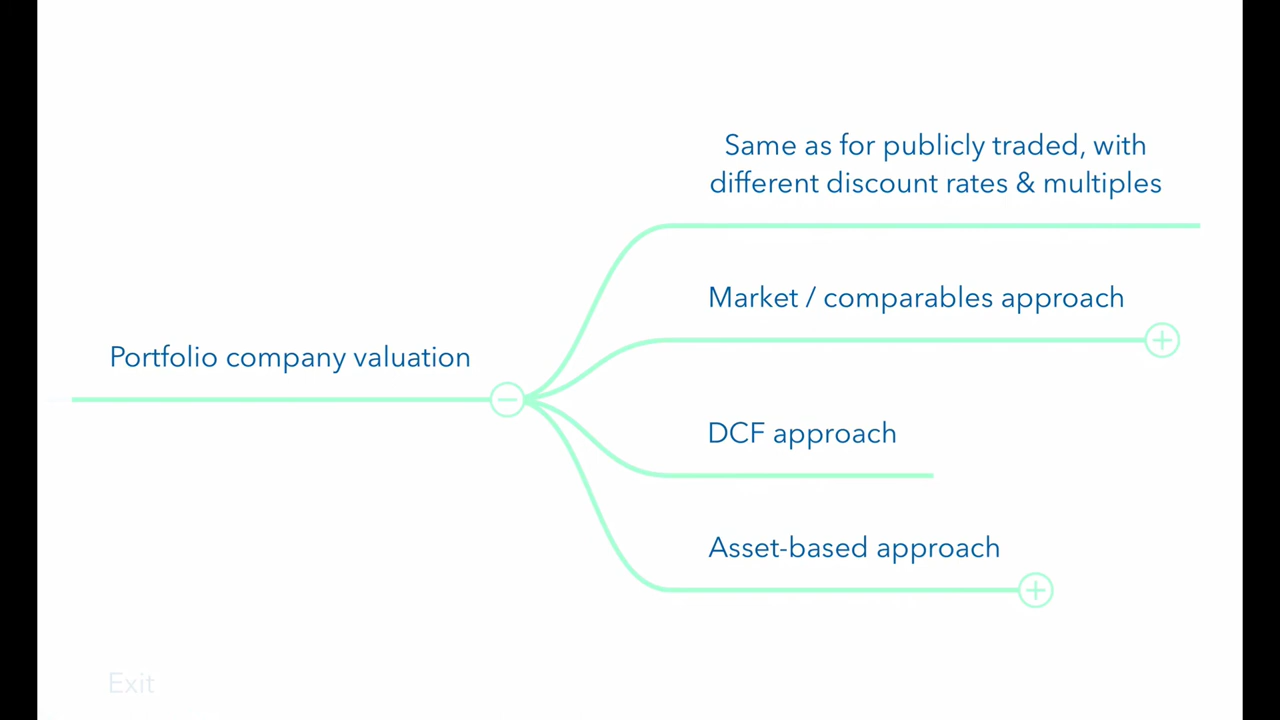 Same as for publicly traded, with
different discount rates & multiples
Market / comparables approach
Portfolio company valuation
DCF approach
Asset-based approach
Exit